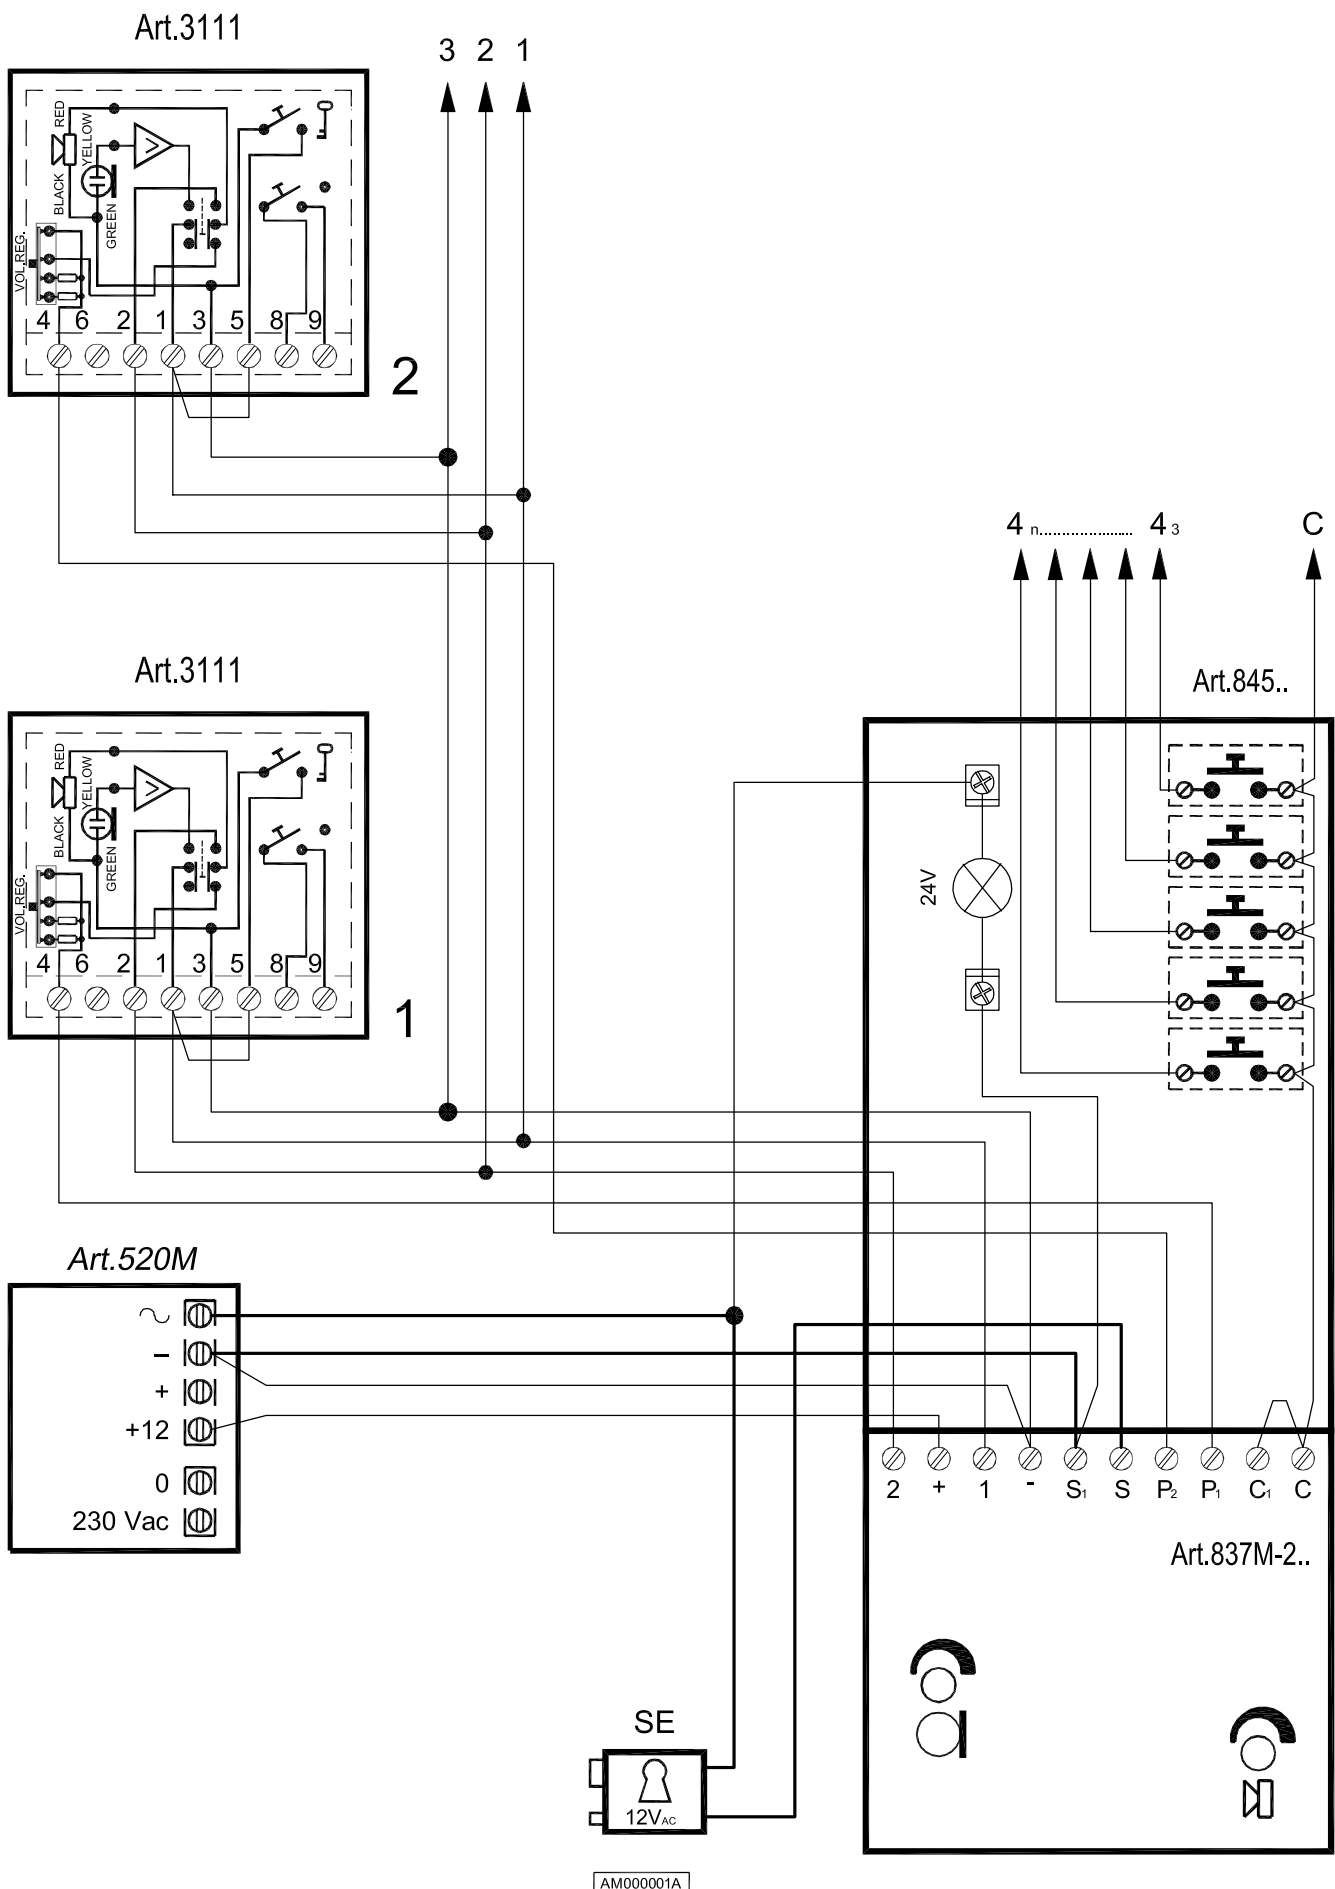 Art.3111
3 2 1
RED
YELLOW
BLACK
GREEN
VOL.REG.
4 6 2 1 3 5 8 9
2
4 n.................. 4 3 C
Art.3111
Art.845..
RED
YELLOW
BLACK
GREEN
VOL.REG.
24V
4 6 2 1 3 5 8 9
1
Art.520M
–
+
+12
0
230 Vac
2 + 1 - S1 S P2 P1 C1 C
Art.837M-2..
SE
12VAC
AM000001A